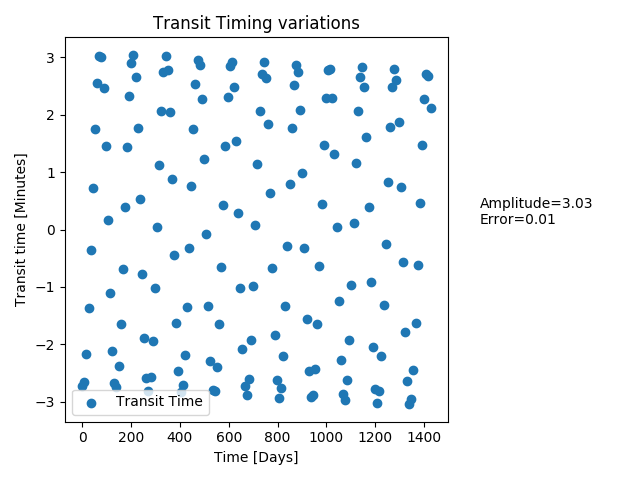 Transit Timing variations
Transit time [Minutes]
3
2
1
0
−1
−2
−3
Transit Time
0
200
400
600
800
1000
1200
1400
Time [Days]
Amplitude=3.03
Error=0.01